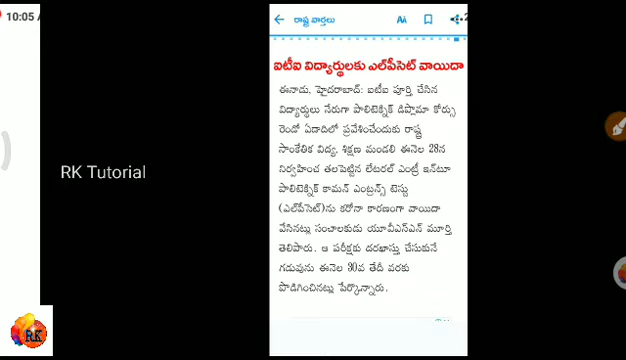 10:05 A
రాష్ట్ర వార్తలు
AA
ఐటీఐ విద్యార్థులకు ఎల్‌పీసెట్ వాయిదా
ఈనాడు, హైదరాబాద్: ఐటీఐ పూర్తి చేసిన
విద్యార్థులు నేరుగా పాలిటెక్నిక్ డిప్లొమా కోర్సు
రెండో ఏడాదిలో ప్రవేశించేందుకు రాష్ట్ర
సాంకేతిక విద్య, శిక్షణ మండలి ఈనెల 28న
నిర్వహించ తలపెట్టిన లేటరల్ ఎంట్రీ ఇన్‌టూ
పాలిటెక్నిక్ కామన్ ఎంట్రన్స్ టెస్టు
(ఎల్‌పీసెట్)ను కరోనా కారణంగా వాయిదా
వేసినట్లు సంచాలకుడు యూవీఎస్ఎన్ మూర్తి
తెలిపారు. ఆ పరీక్షకు దరఖాస్తు చేసుకునే
గడువును ఈనెల 30వ తేదీ వరకు
పొడిగించినట్లు పేర్కొన్నారు.
RK Tutorial
RK